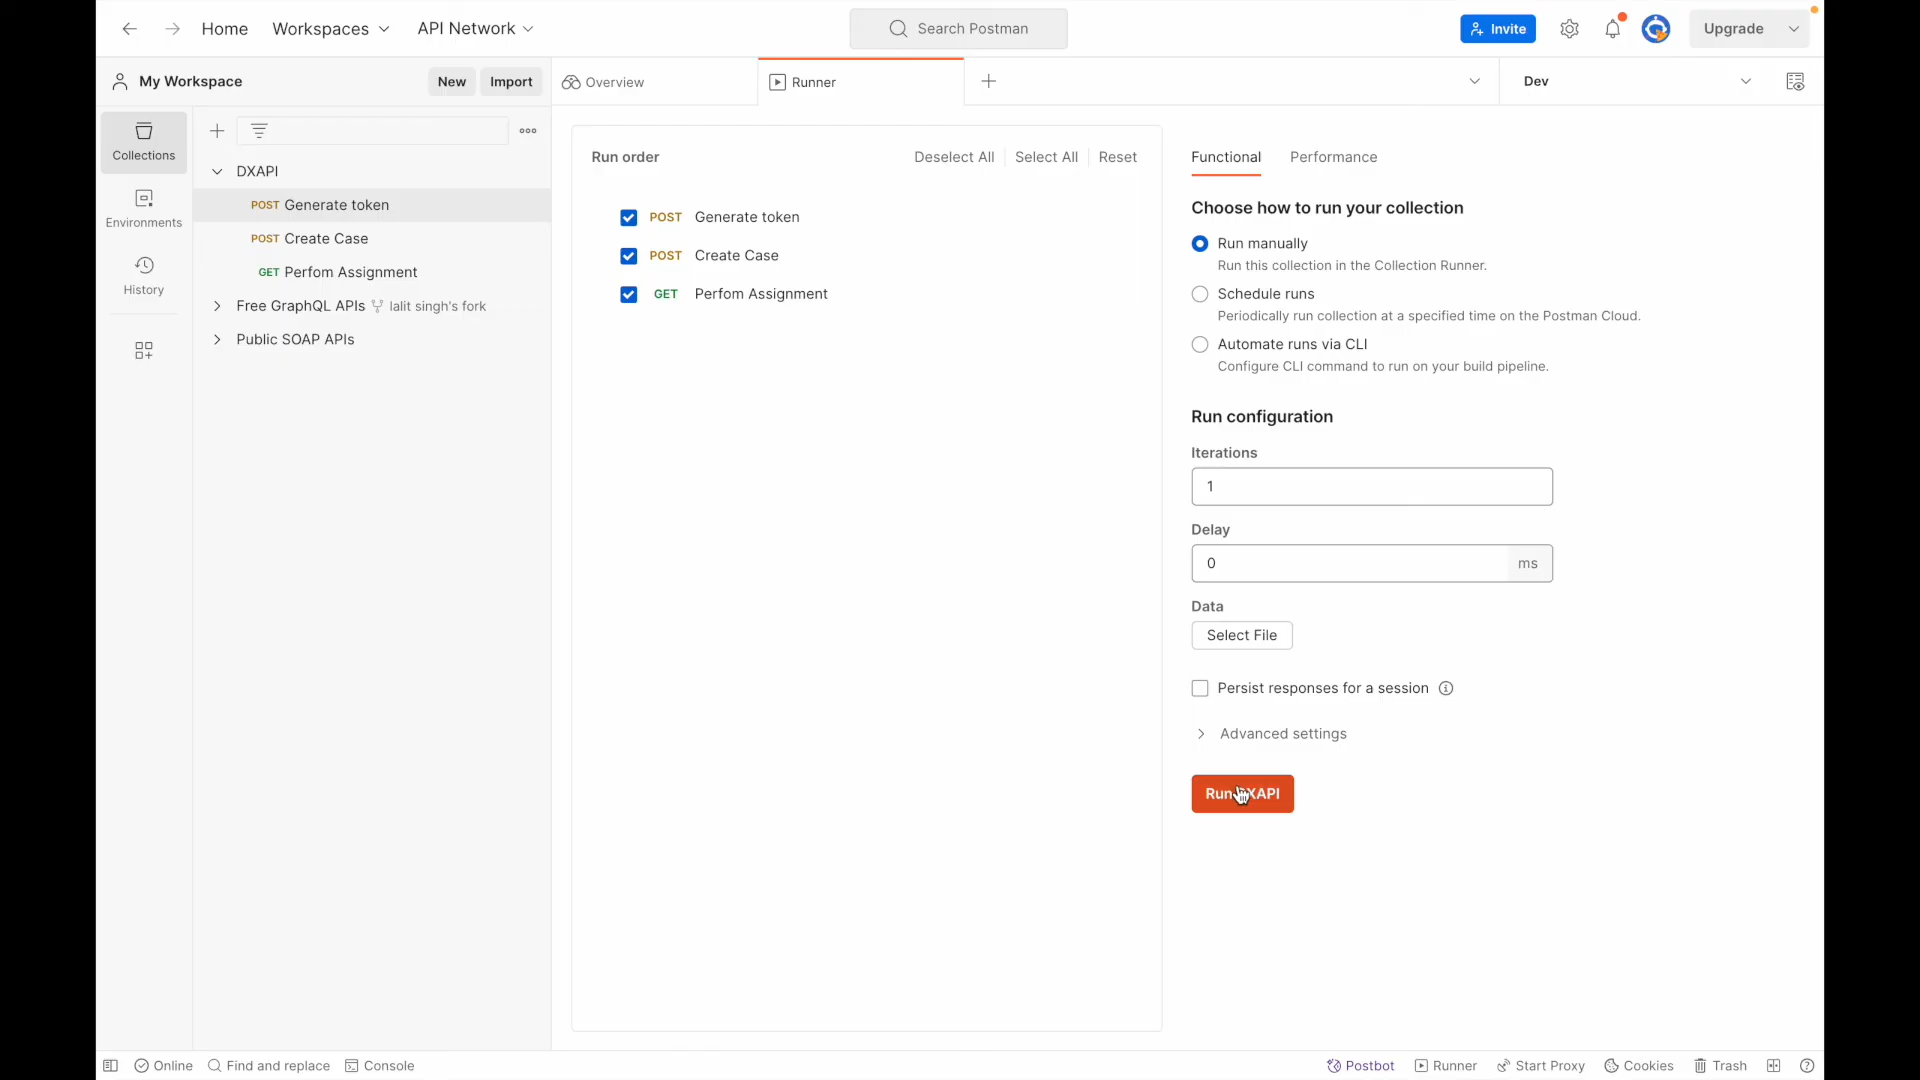 Home Workspaces API Network Search Postman Invite Upgrade
My Workspace New Import Overview Runner Dev
Collections
Environments
History
DXAPI
POST Generate token
POST Create Case
GET Perfom Assignment
Free GraphQL APIs lalit singh's fork
Public SOAP APIs
Run order Deselect All Select All Reset
POST Generate token
POST Create Case
GET Perfom Assignment
Functional Performance
Choose how to run your collection
Run manually
Run this collection in the Collection Runner.
Schedule runs
Periodically run collection at a specified time on the Postman Cloud.
Automate runs via CLI
Configure CLI command to run on your build pipeline.
Run configuration
Iterations
1
Delay
0 ms
Data
Select File
Persist responses for a session
Advanced settings
Run DXAPI
Online Find and replace Console Postbot Runner Start Proxy Cookies Trash